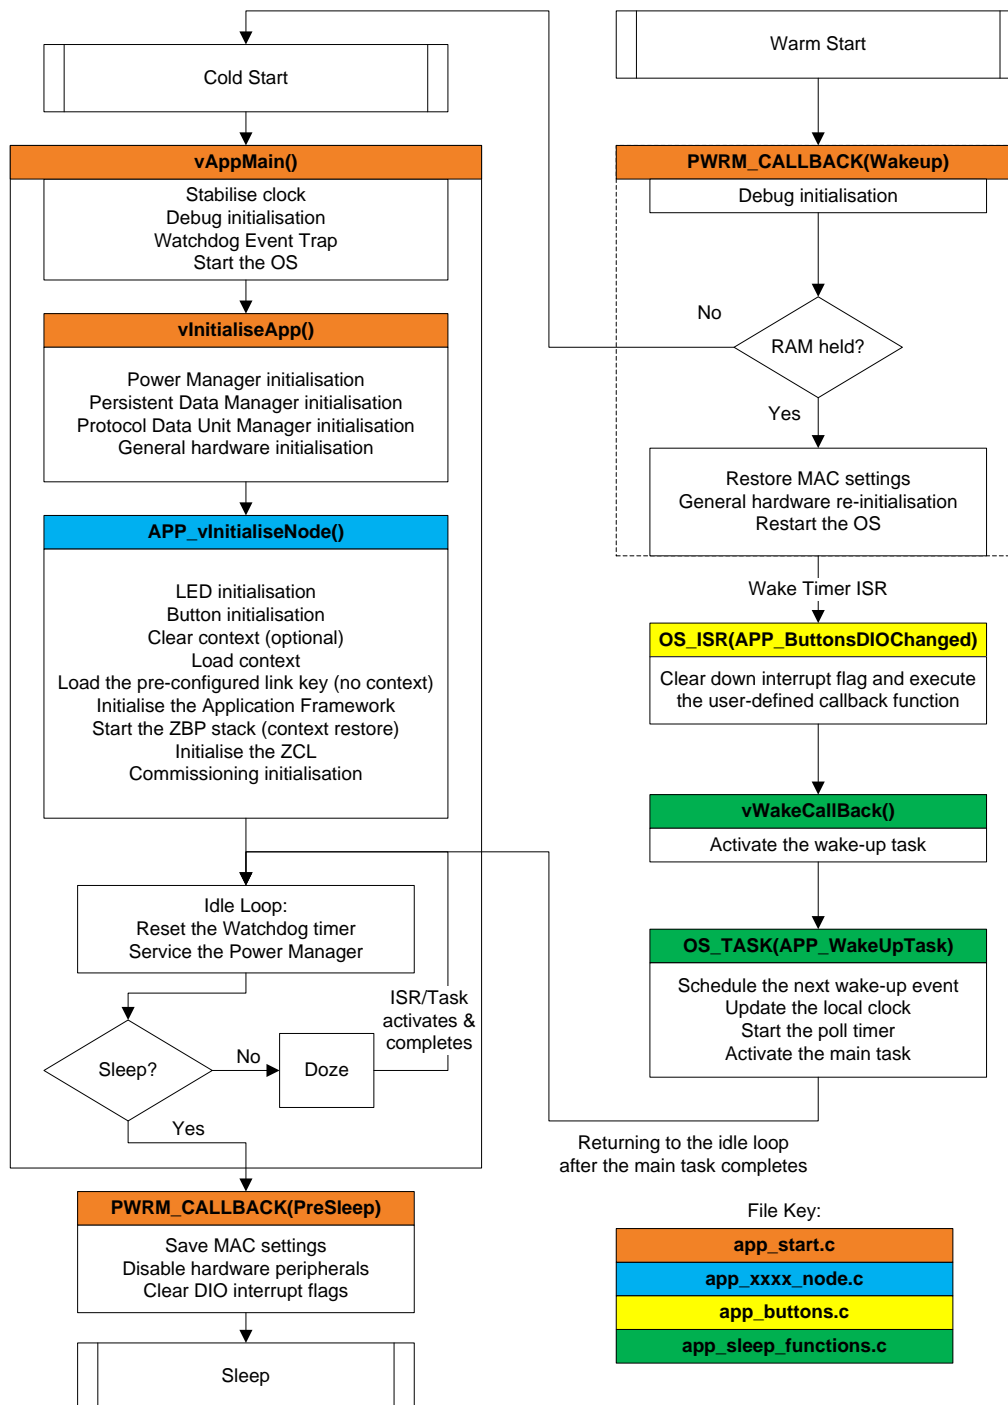 Cold Start
vAppMain()
Stabilise clock
Debug initialisation
Watchdog Event Trap
Start the OS
vInitialiseApp()
Power Manager initialisation
Persistent Data Manager initialisation
Protocol Data Unit Manager initialisation
General hardware initialisation
APP_vInitialiseNode()
LED initialisation
Button initialisation
Clear context (optional)
Load context
Load the pre-configured link key (no context)
Initialise the Application Framework
Start the ZBP stack (context restore)
Initialise the ZCL
Commissioning initialisation
Idle Loop:
Reset the Watchdog timer
Service the Power Manager
ISR/Task
activates &
completes
Sleep?
No
Doze
Yes
PWRM_CALLBACK(PreSleep)
Save MAC settings
Disable hardware peripherals
Clear DIO interrupt flags
Sleep
Warm Start
PWRM_CALLBACK(Wakeup)
Debug initialisation
No
RAM held?
Yes
Restore MAC settings
General hardware re-initialisation
Restart the OS
Wake Timer ISR
OS_ISR(APP_ButtonsDIOChanged)
Clear down interrupt flag and execute
the user-defined callback function
vWakeCallBack()
Activate the wake-up task
OS_TASK(APP_WakeUpTask)
Schedule the next wake-up event
Update the local clock
Start the poll timer
Activate the main task
Returning to the idle loop
after the main task completes
File Key:
app_start.c
app_xxxx_node.c
app_buttons.c
app_sleep_functions.c